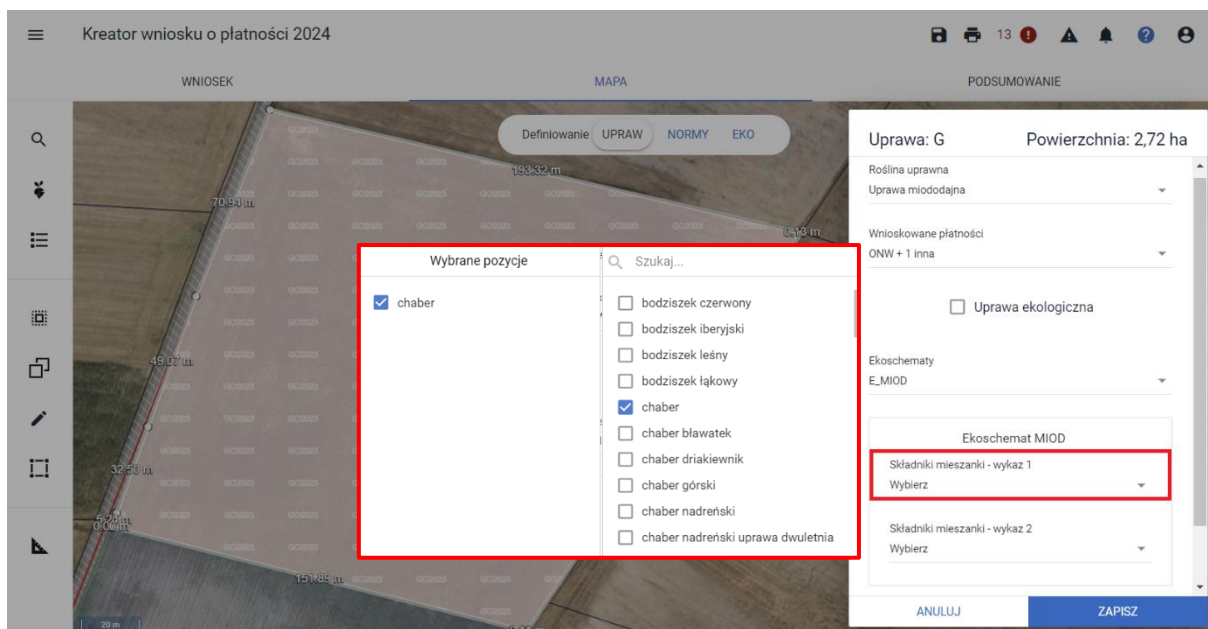 Kreator wniosku o płatności 2024
13
WNIOSEK
MAPA
PODSUMOWANIE
Definiowanie UPRAW NORMY EKO
193.32 m
70.94 m
0.13 m
49.07 m
32.50 m
151.89 m
20 m
Wybrane pozycje
chaber
Szukaj...
bodziszek czerwony
bodziszek iberyjski
bodziszek leśny
bodziszek łąkowy
chaber
chaber bławatek
chaber driakiewnik
chaber górski
chaber nadreński
chaber nadreński uprawa dwuletnia
Uprawa: G Powierzchnia: 2,72 ha
Roślina uprawna
Uprawa miododajna
Wnioskowane płatności
ONW + 1 inna
Uprawa ekologiczna
Ekoschematy
E_MIOD
Ekoschemat MIOD
Składniki mieszanki - wykaz 1
Wybierz
Składniki mieszanki - wykaz 2
Wybierz
ANULUJ
ZAPISZ